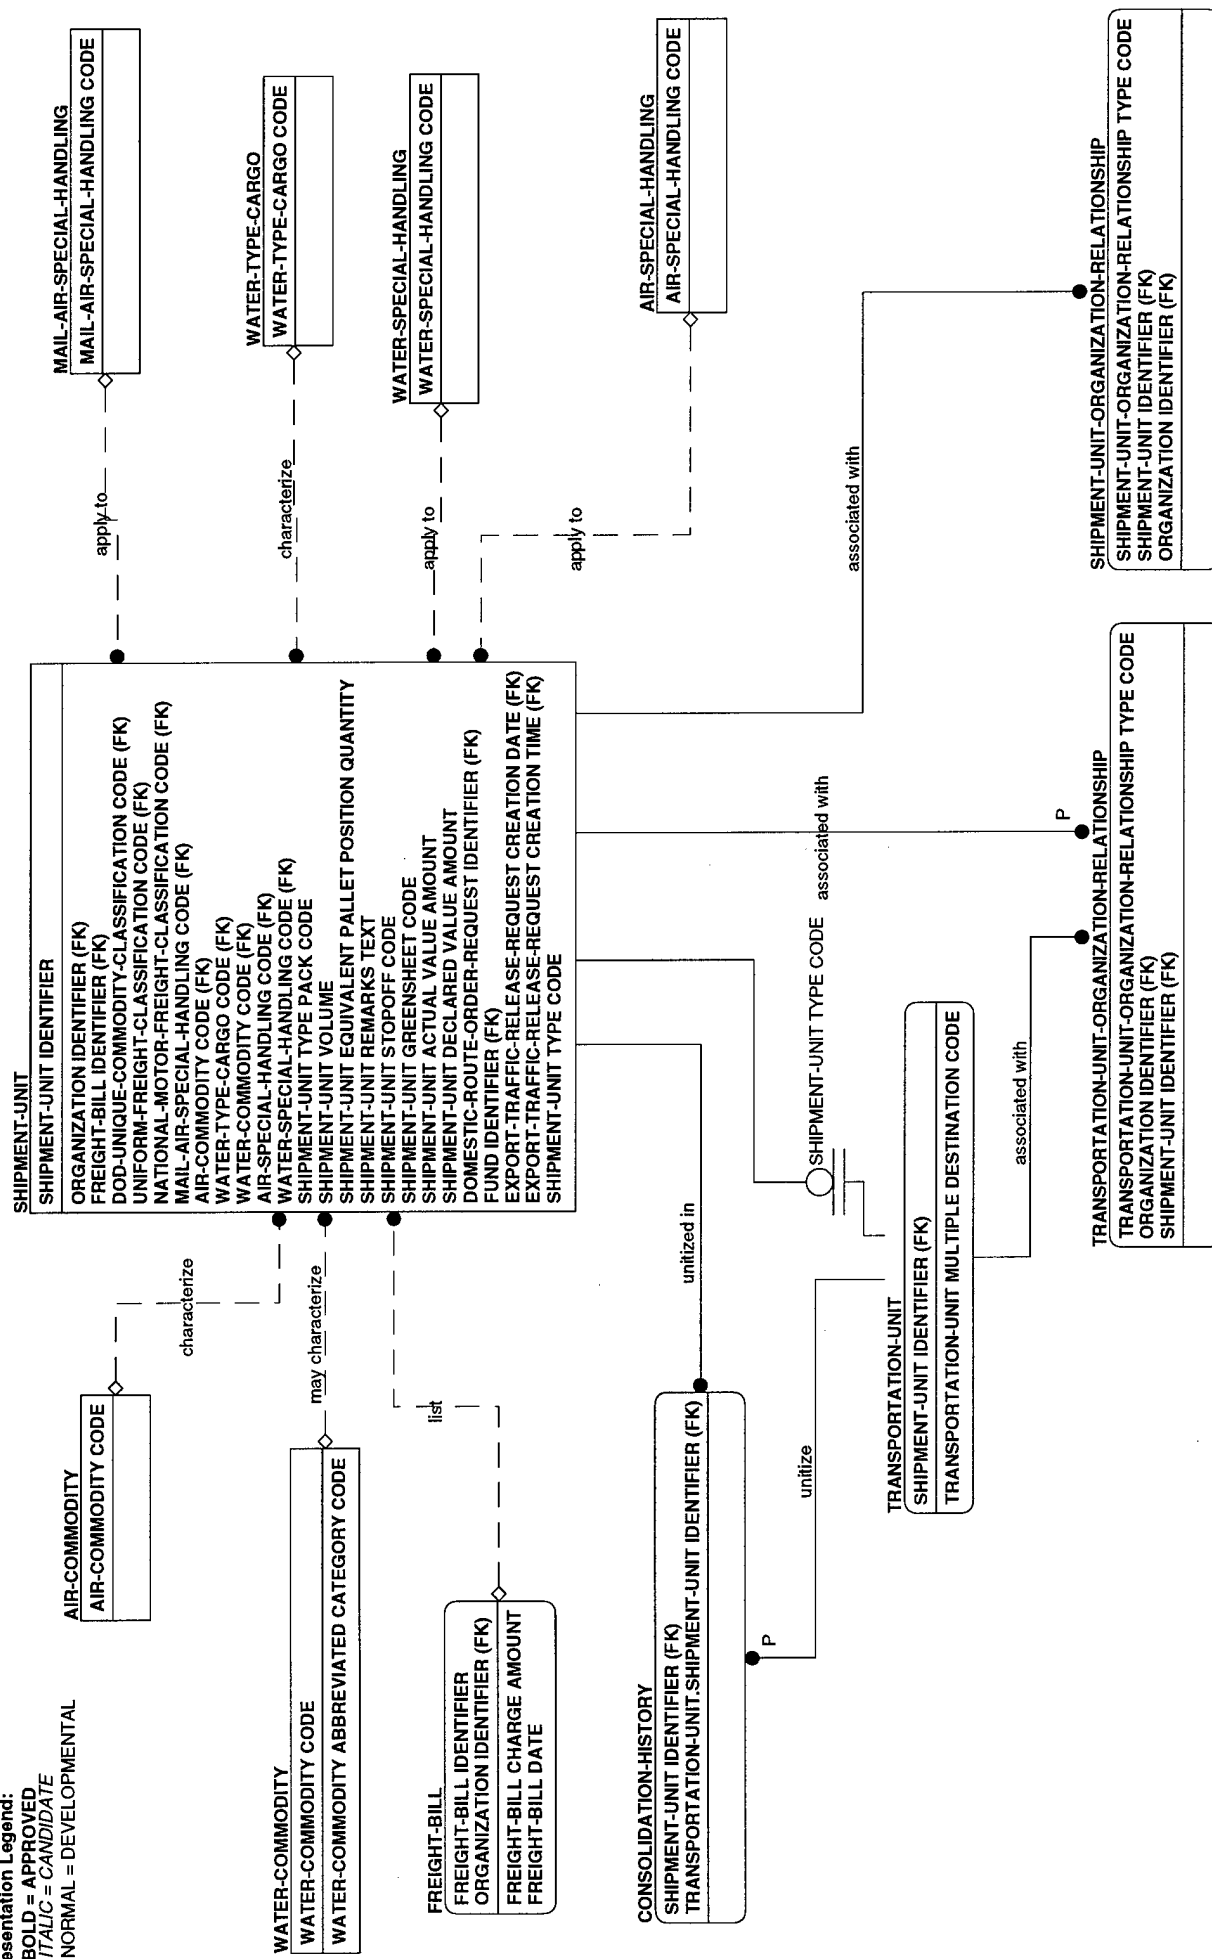 esentation Legend:
BOLD = APPROVED
ITALIC = CANDIDATE
NORMAL = DEVELOPMENTAL
AIR-COMMODITY
AIR-COMMODITY CODE
characterize
WATER-COMMODITY
WATER-COMMODITY CODE
WATER-COMMODITY ABBREVIATED CATEGORY CODE
may characterize
FREIGHT-BILL
FREIGHT-BILL IDENTIFIER
ORGANIZATION IDENTIFIER (FK)
FREIGHT-BILL CHARGE AMOUNT
FREIGHT-BILL DATE
list
SHIPMENT-UNIT
SHIPMENT-UNIT IDENTIFIER
ORGANIZATION IDENTIFIER (FK)
FREIGHT-BILL IDENTIFIER (FK)
DOD-UNIQUE-COMMODITY-CLASSIFICATION CODE (FK)
UNIFORM-FREIGHT-CLASSIFICATION CODE (FK)
NATIONAL-MOTOR-FREIGHT-CLASSIFICATION CODE (FK)
MAIL-AIR-SPECIAL-HANDLING CODE (FK)
AIR-COMMODITY CODE (FK)
WATER-TYPE-CARGO CODE (FK)
WATER-COMMODITY CODE (FK)
AIR-SPECIAL-HANDLING CODE (FK)
WATER-SPECIAL-HANDLING CODE (FK)
SHIPMENT-UNIT TYPE PACK CODE
SHIPMENT-UNIT VOLUME
SHIPMENT-UNIT EQUIVALENT PALLET POSITION QUANTITY
SHIPMENT-UNIT REMARKS TEXT
SHIPMENT-UNIT STOPOFF CODE
SHIPMENT-UNIT GREENSHEET CODE
SHIPMENT-UNIT ACTUAL VALUE AMOUNT
SHIPMENT-UNIT DECLARED VALUE AMOUNT
DOMESTIC-ROUTE-ORDER-REQUEST IDENTIFIER (FK)
FUND IDENTIFIER (FK)
EXPORT-TRAFFIC-RELEASE-REQUEST CREATION DATE (FK)
EXPORT-TRAFFIC-RELEASE-REQUEST CREATION TIME (FK)
SHIPMENT-UNIT TYPE CODE
apply to
MAIL-AIR-SPECIAL-HANDLING
MAIL-AIR-SPECIAL-HANDLING CODE
characterize
WATER-TYPE-CARGO
WATER-TYPE-CARGO CODE
apply to
WATER-SPECIAL-HANDLING
WATER-SPECIAL-HANDLING CODE
apply to
AIR-SPECIAL-HANDLING
AIR-SPECIAL-HANDLING CODE
CONSOLIDATION-HISTORY
SHIPMENT-UNIT IDENTIFIER (FK)
TRANSPORTATION-UNIT.SHIPMENT-UNIT IDENTIFIER (FK)
P
unitize
unitized in
SHIPMENT-UNIT TYPE CODE
associated with
associated with
TRANSPORTATION-UNIT
SHIPMENT-UNIT IDENTIFIER (FK)
TRANSPORTATION-UNIT MULTIPLE DESTINATION CODE
associated with
P
TRANSPORTATION-UNIT-ORGANIZATION-RELATIONSHIP
TRANSPORTATION-UNIT-ORGANIZATION-RELATIONSHIP TYPE CODE
ORGANIZATION IDENTIFIER (FK)
SHIPMENT-UNIT IDENTIFIER (FK)
SHIPMENT-UNIT-ORGANIZATION-RELATIONSHIP
SHIPMENT-UNIT-ORGANIZATION-RELATIONSHIP TYPE CODE
SHIPMENT-UNIT IDENTIFIER (FK)
ORGANIZATION IDENTIFIER (FK)